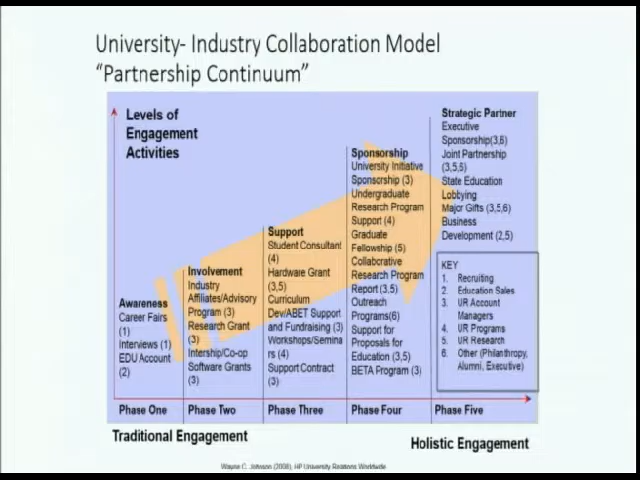 University- Industry Collaboration Model
“Partnership Continuum”
Levels of
Engagement
Activities
Awareness
Career Fairs
(1)
Interviews (1)
EDU Account
(2)
Involvement
Industry
Affiliates/Advisory
Program (3)
Research Grant
(3)
Intership/Co-op
Software Grants
(3)
Support
Student Consultant
(4)
Hardware Grant
(3,5)
Curriculum
Dev/ABET Support
and Fundraising (3)
Workshops/Semina
rs (4)
Support Contract
(3)
Sponsorship
University Initiative
Sponsorship (3)
Undergraduate
Research Program
Support (4)
Graduate
Fellowship (5)
Collaborative
Research Program
Report (3,5)
Outreach
Programs(6)
Support for
Proposals for
Education (3,5)
BETA Program (3)
Strategic Partner
Executive
Sponsorship(3,6)
Joint Partnership
(3,5,6)
State Education
Lobbying
Major Gifts (3,5,6)
Business
Development (2,5)
KEY
1. Recruiting
2. Education Sales
3. UR Account
Managers
4. UR Programs
5. UR Research
6. Other (Philanthropy,
Alumni, Executive)
Phase One
Phase Two
Phase Three
Phase Four
Phase Five
Traditional Engagement
Holistic Engagement
Wayne C. Johnson (2008), HP University Relations Worldwide